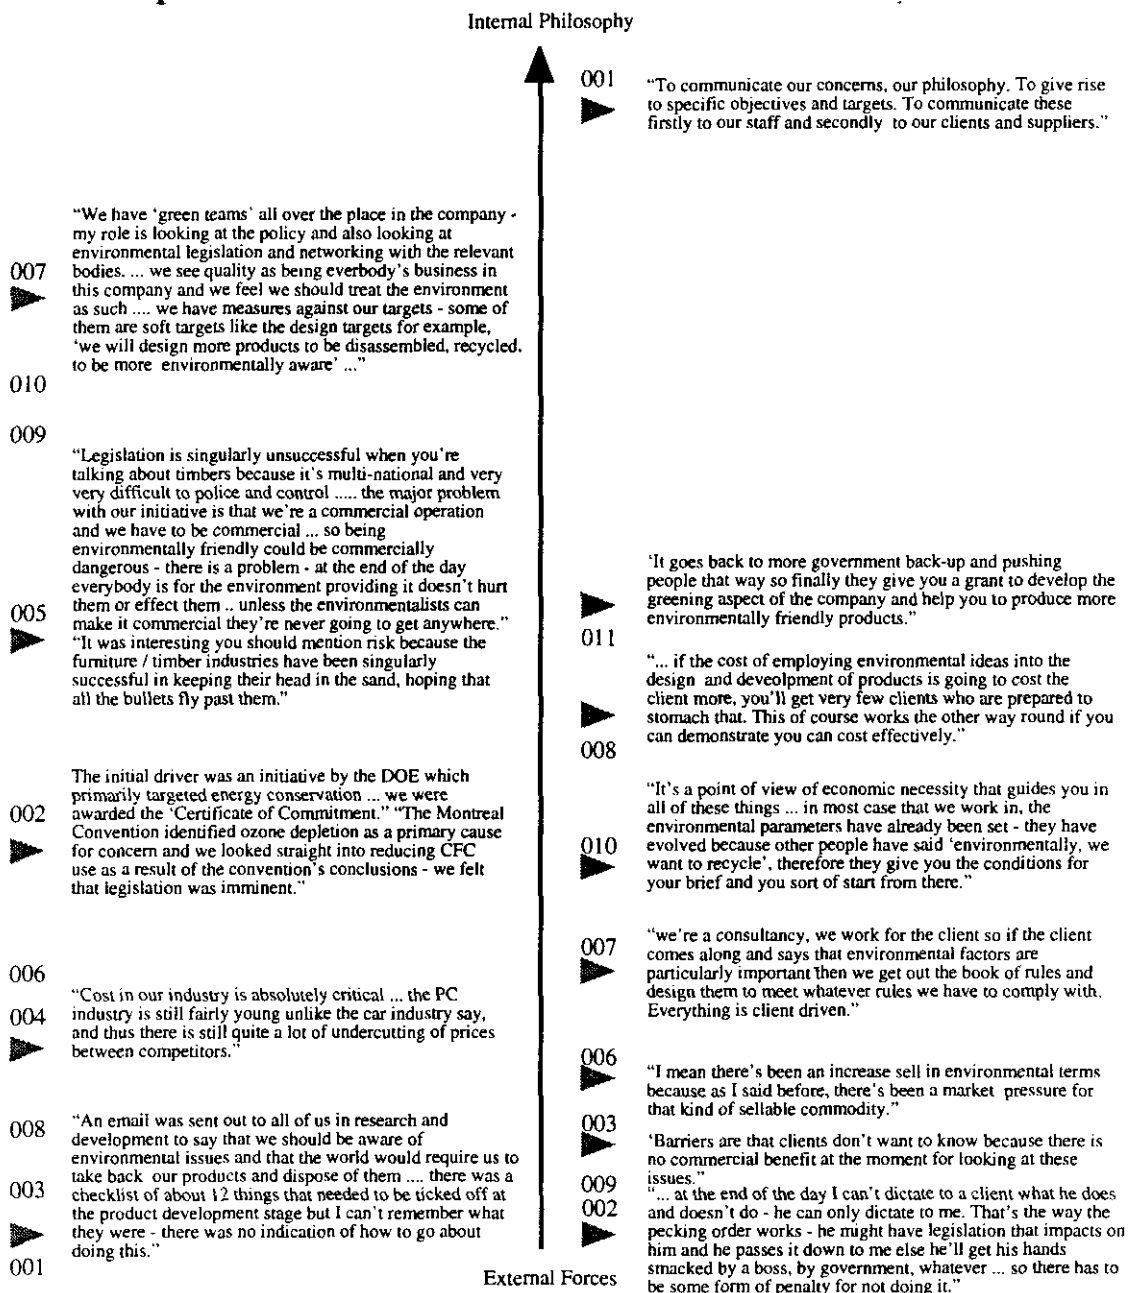 Internal Philosophy
001
"To communicate our concerns, our philosophy. To give rise
to specific objectives and targets. To communicate these
firstly to our staff and secondly to our clients and suppliers."
"We have 'green teams' all over the place in the company -
my role is looking at the policy and also looking at
environmental legislation and networking with the relevant
bodies. ... we see quality as being everbody's business in
this company and we feel we should treat the environment
as such .... we have measures against our targets - some of
them are soft targets like the design targets for example,
'we will design more products to be disassembled, recycled,
to be more environmentally aware' ..."
007
010
009
"Legislation is singularly unsuccessful when you're
talking about timbers because it's multi-national and very
very difficult to police and control ..... the major problem
with our initiative is that we're a commercial operation
and we have to be commercial ... so being
environmentally friendly could be commercially
dangerous - there is a problem - at the end of the day
everybody is for the environment providing it doesn't hurt
them or effect them .. unless the environmentalists can
make it commercial they're never going to get anywhere."
005
"It was interesting you should mention risk because the
furniture / timber industries have been singularly
successful in keeping their head in the sand, hoping that
all the bullets fly past them."
The initial driver was an initiative by the DOE which
primarily targeted energy conservation ... we were
awarded the 'Certificate of Commitment." "The Montreal
Convention identified ozone depletion as a primary cause
for concern and we looked straight into reducing CFC
use as a result of the convention's conclusions - we felt
that legislation was imminent."
002
006
004
"Cost in our industry is absolutely critical ... the PC
industry is still fairly young unlike the car industry say,
and thus there is still quite a lot of undercutting of prices
between competitors."
008
"An email was sent out to all of us in research and
development to say that we should be aware of
environmental issues and that the world would require us to
take back our products and dispose of them .... there was a
checklist of about 12 things that needed to be ticked off at
the product development stage but I can't remember what
they were - there was no indication of how to go about
doing this."
003
001
'It goes back to more government back-up and pushing
people that way so finally they give you a grant to develop the
greening aspect of the company and help you to produce more
environmentally friendly products."
011
"... if the cost of employing environmental ideas into the
design and deveolpment of products is going to cost the
client more, you'll get very few clients who are prepared to
stomach that. This of course works the other way round if you
can demonstrate you can cost effectively."
008
"It's a point of view of economic necessity that guides you in
all of these things ... in most case that we work in, the
environmental parameters have already been set - they have
evolved because other people have said 'environmentally, we
want to recycle', therefore they give you the conditions for
your brief and you sort of start from there."
010
007
"we're a consultancy, we work for the client so if the client
comes along and says that environmental factors are
particularly important then we get out the book of rules and
design them to meet whatever rules we have to comply with.
Everything is client driven."
006
"I mean there's been an increase sell in environmental terms
because as I said before, there's been a market pressure for
that kind of sellable commodity."
003
'Barriers are that clients don't want to know because there is
no commercial benefit at the moment for looking at these
issues."
009
002
"... at the end of the day I can't dictate to a client what he does
and doesn't do - he can only dictate to me. That's the way the
pecking order works - he might have legislation that impacts on
him and he passes it down to me else he'll get his hands
smacked by a boss, by government, whatever ... so there has to
be some form of penalty for not doing it."
External Forces